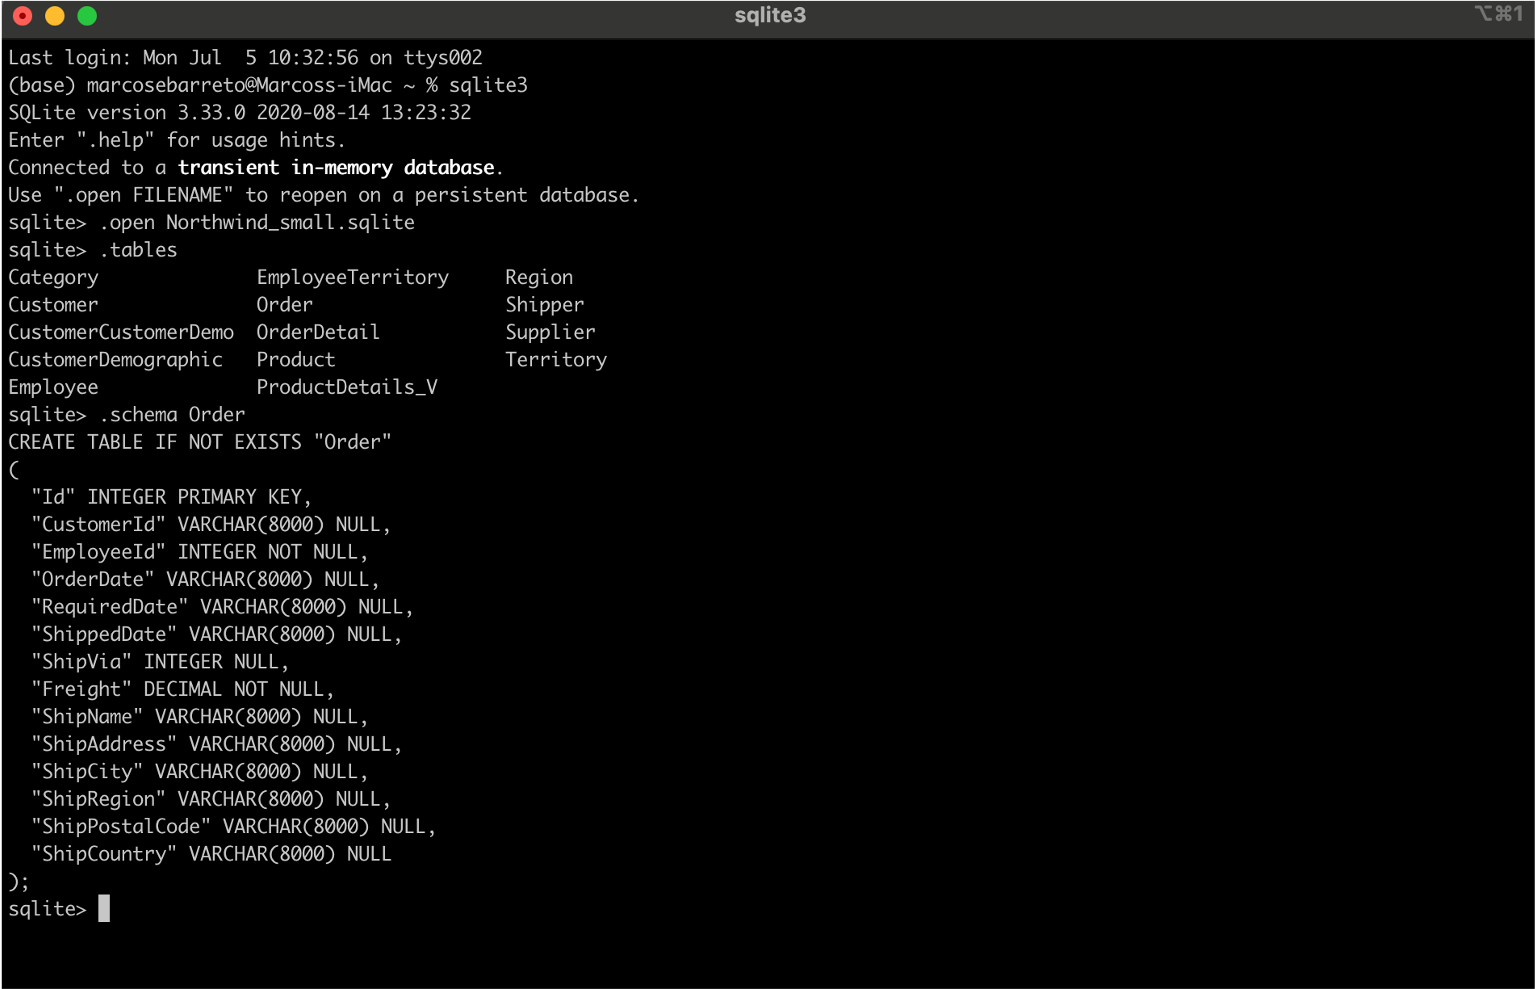 sqlite3
⌥⌘1
Last login: Mon Jul  5 10:32:56 on ttys002
(base) marcosebarreto@Marcoss-iMac ~ % sqlite3
SQLite version 3.33.0 2020-08-14 13:23:32
Enter ".help" for usage hints.
Connected to a transient in-memory database.
Use ".open FILENAME" to reopen on a persistent database.
sqlite> .open Northwind_small.sqlite
sqlite> .tables
Category              EmployeeTerritory     Region
Customer              Order                 Shipper
CustomerCustomerDemo  OrderDetail           Supplier
CustomerDemographic   Product               Territory
Employee              ProductDetails_V
sqlite> .schema Order
CREATE TABLE IF NOT EXISTS "Order"
(
  "Id" INTEGER PRIMARY KEY,
  "CustomerId" VARCHAR(8000) NULL,
  "EmployeeId" INTEGER NOT NULL,
  "OrderDate" VARCHAR(8000) NULL,
  "RequiredDate" VARCHAR(8000) NULL,
  "ShippedDate" VARCHAR(8000) NULL,
  "ShipVia" INTEGER NULL,
  "Freight" DECIMAL NOT NULL,
  "ShipName" VARCHAR(8000) NULL,
  "ShipAddress" VARCHAR(8000) NULL,
  "ShipCity" VARCHAR(8000) NULL,
  "ShipRegion" VARCHAR(8000) NULL,
  "ShipPostalCode" VARCHAR(8000) NULL,
  "ShipCountry" VARCHAR(8000) NULL
);
sqlite>